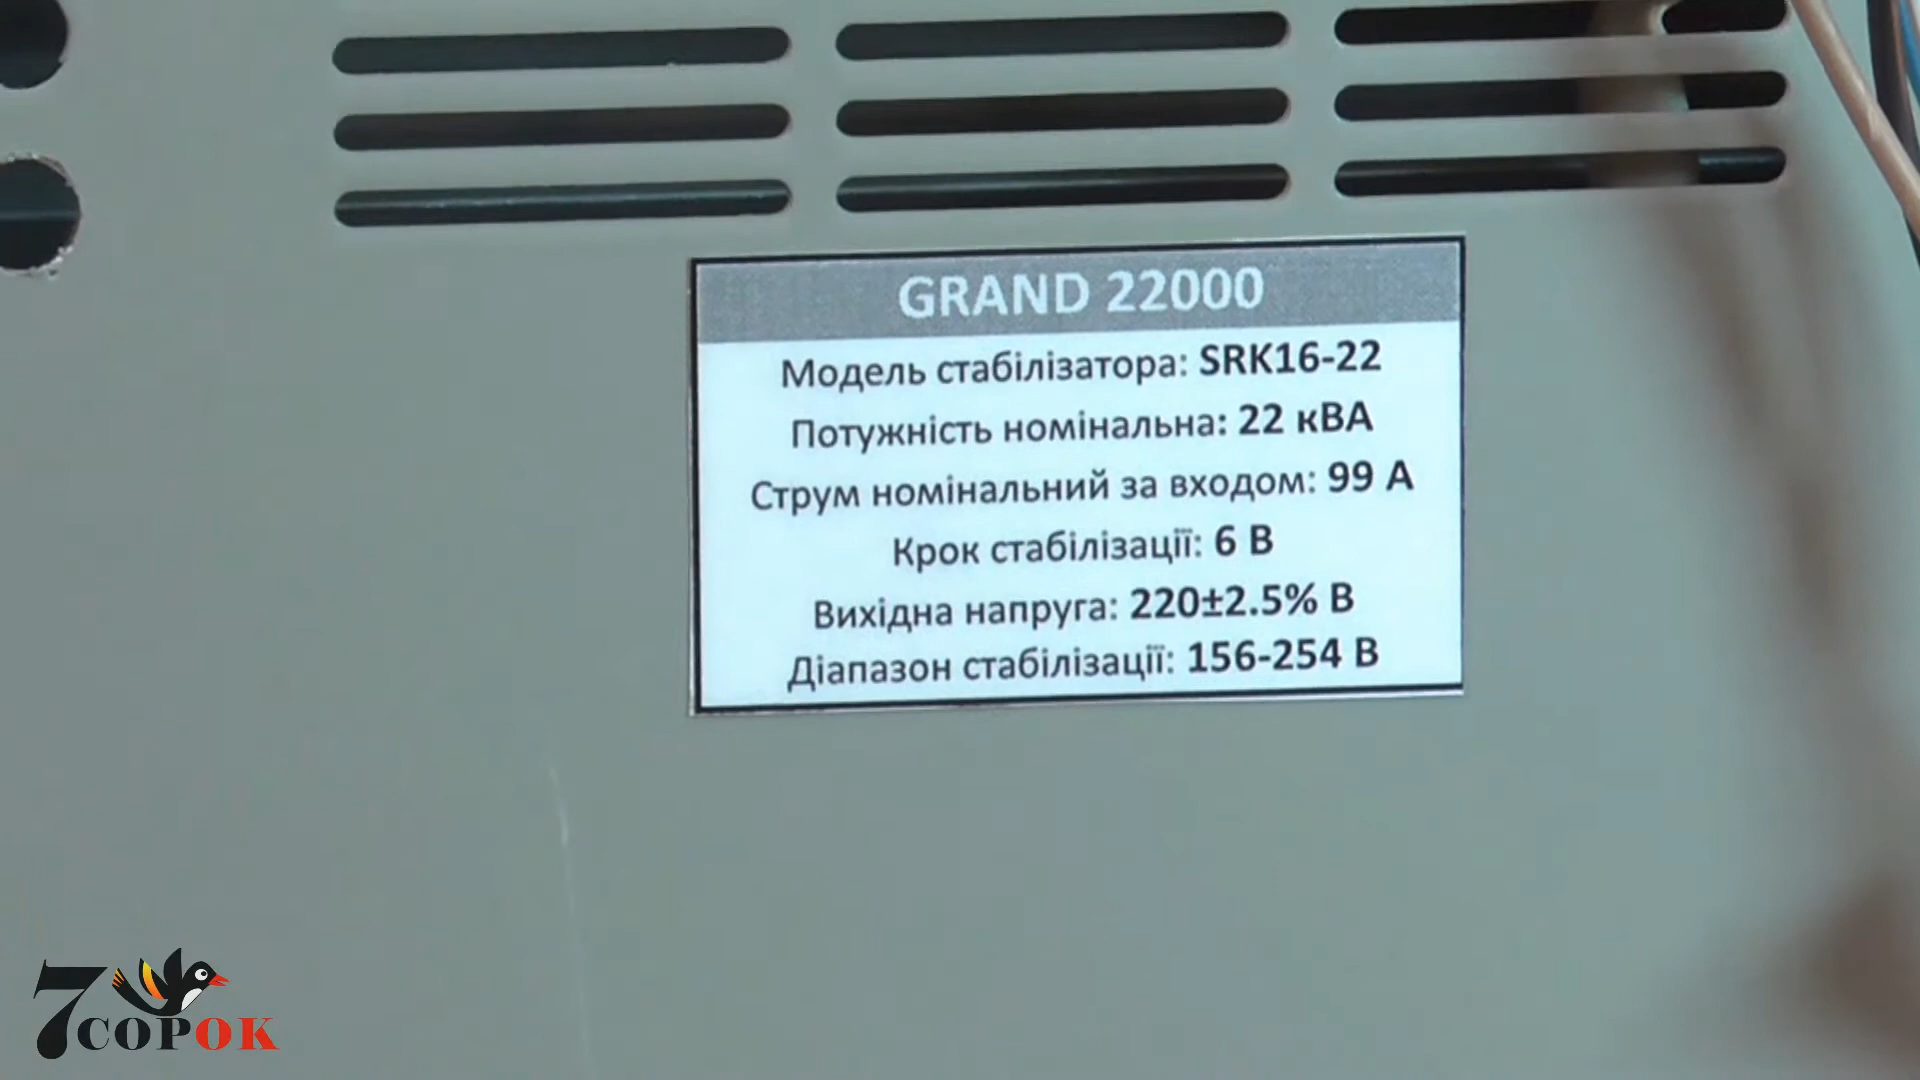 GRAND 22000
Модель стабілізатора: SRK16-22
Потужність номінальна: 22 кВА
Струм номінальний за входом: 99 А
Крок стабілізації: 6 В
Вихідна напруга: 220±2.5% В
Діапазон стабілізації: 156-254 В
7 СОРОК